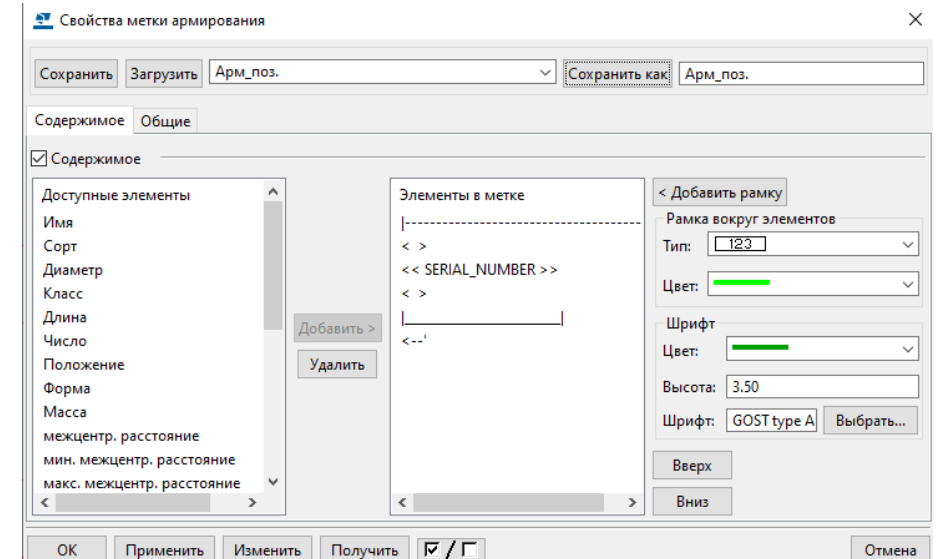 Свойства метки армирования
Сохранить Загрузить Арм_поз. Сохранить как Арм_поз.
Содержимое Общие
Содержимое
Доступные элементы
Имя
Сорт
Диаметр
Класс
Длина
Число
Положение
Форма
Масса
межцентр. расстояние
мин. межцентр. расстояние
макс. межцентр. расстояние
Добавить >
Удалить
Элементы в метке
|--------------------------------------
< >
<< SERIAL_NUMBER >>
< >
|____________________|
<--'
< Добавить рамку
Рамка вокруг элементов
Тип: 123
Цвет:
Шрифт
Цвет:
Высота: 3.50
Шрифт: GOST type A Выбрать...
Вверх
Вниз
ОК Применить Изменить Получить / Отмена